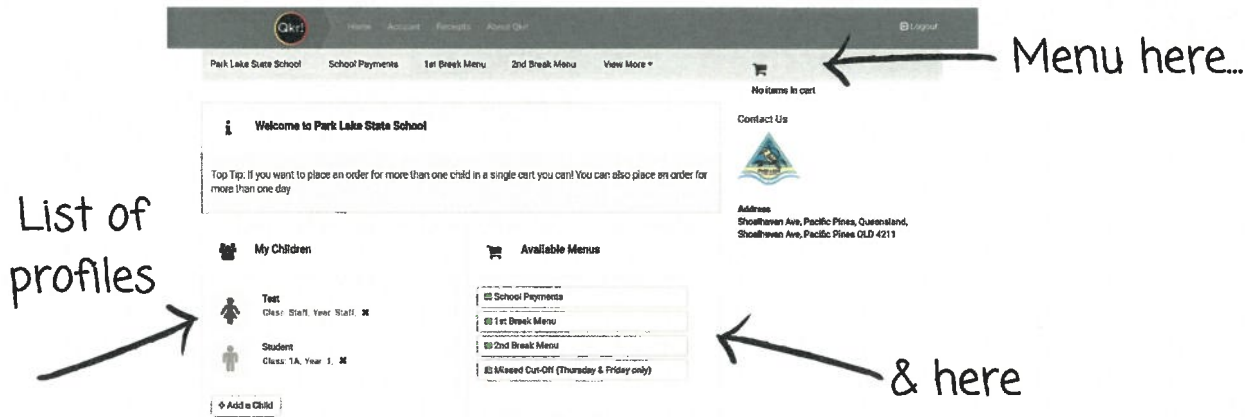 Qkr!
Home Account Receipts About Qkr!
Logout
Park Lake State School School Payments 1st Break Menu 2nd Break Menu View More
No items in cart
Menu here...
i Welcome to Park Lake State School
Top Tip: If you want to place an order for more than one child in a single cart you can! You can also place an order for
more than one day
Contact Us
Address
Shoalhaven Ave, Pacific Pines, Queensland,
Shoalhaven Ave, Pacific Pines QLD 4211
List of
profiles
My Children
Test
Class: Staff, Year: Staff,
Student
Class: 1A, Year: 1,
+ Add a Child
Available Menus
School Payments
1st Break Menu
2nd Break Menu
Missed Cut-Off (Thursday & Friday only)
& here